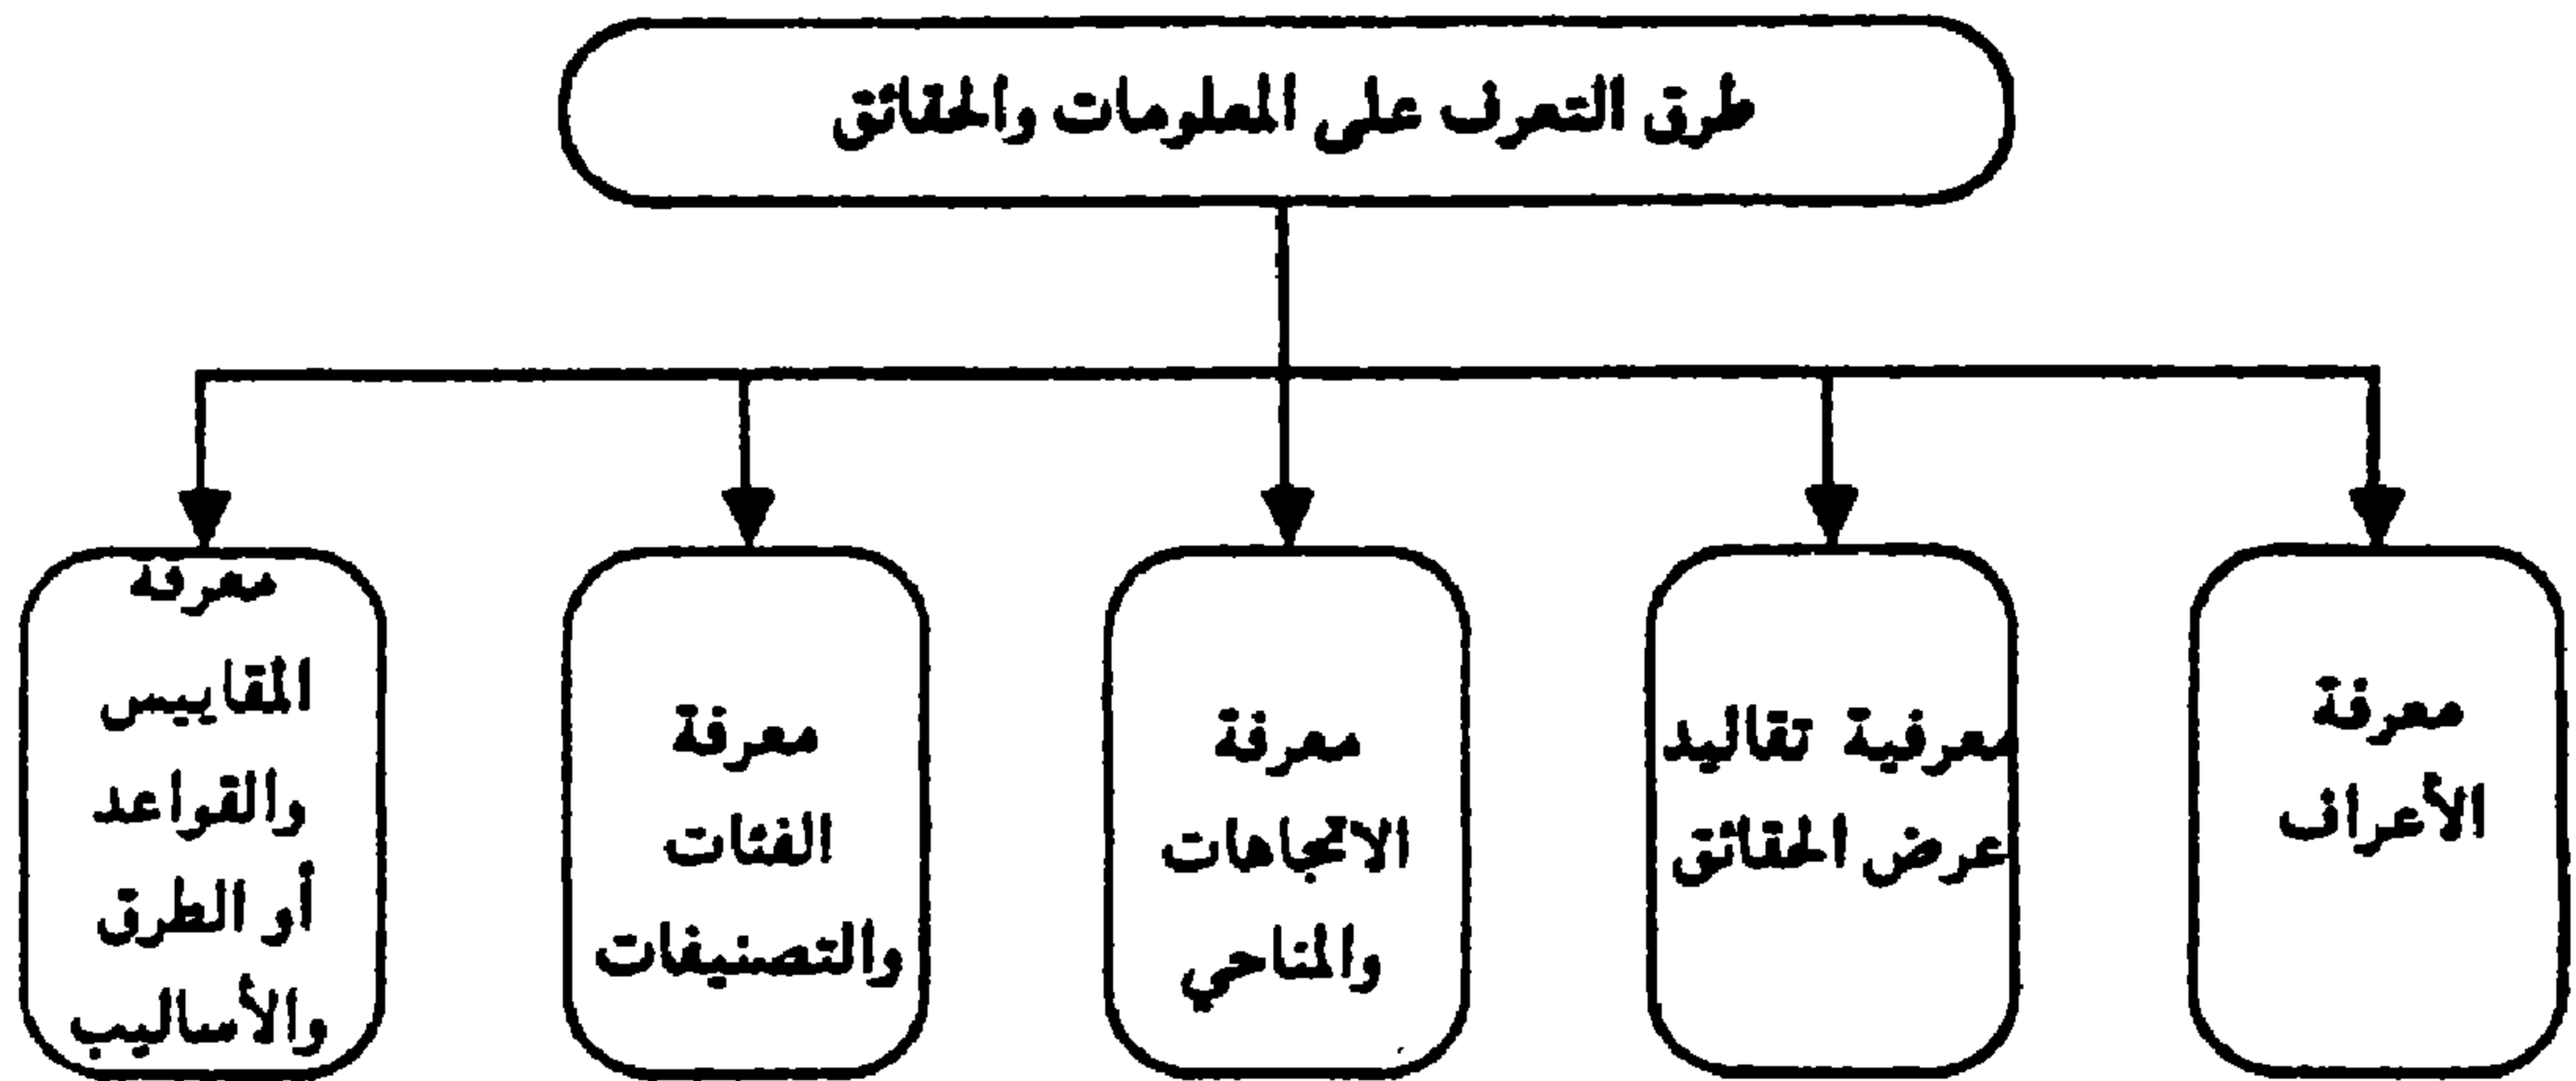 طرق التعرف على المعلومات والحقائق
معرفة
الأعراف
معرفية تقاليد
عرض الحقائق
معرفة
الاتجاهات
والمناحي
معرفة
الفئات
والتصنيفات
معرفة
المقاييس
والقواعد
أو الطرق
والأساليب